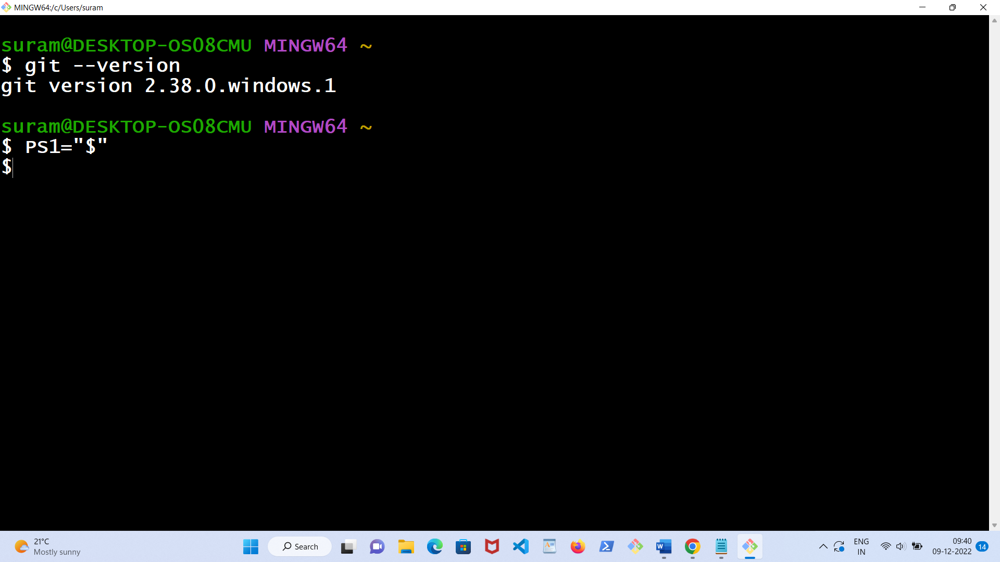 MINGW64:/c/Users/suram
suram@DESKTOP-OS08CMU MINGW64 ~
$ git --version
git version 2.38.0.windows.1
suram@DESKTOP-OS08CMU MINGW64 ~
$ PS1="$"
$
21°C
Mostly sunny
Search
ENG
IN
09:40
09-12-2022
14